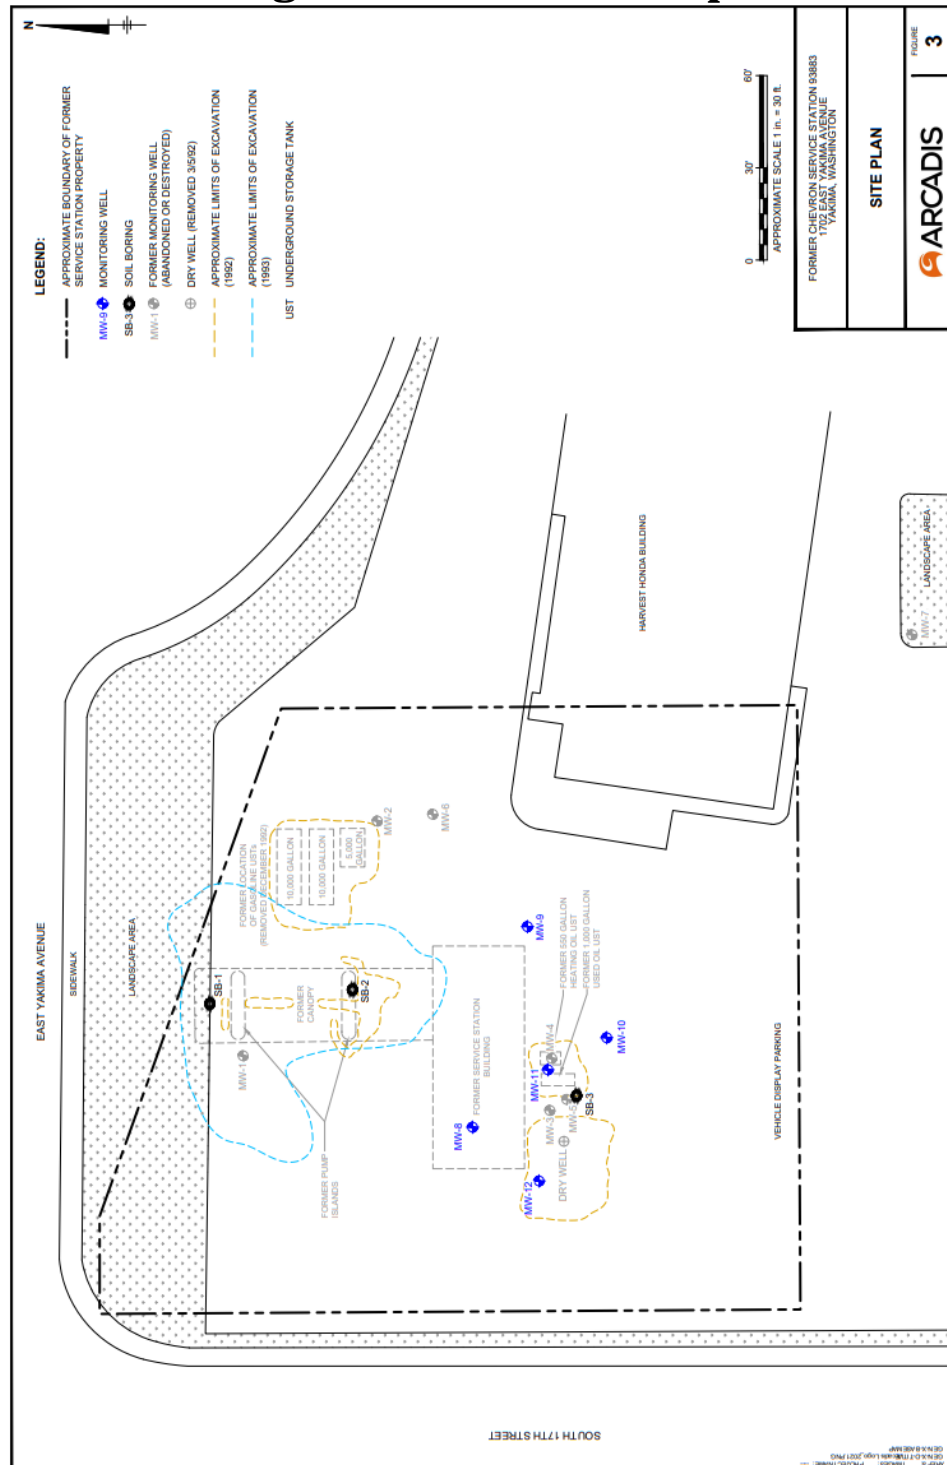 N
LEGEND:
APPROXIMATE BOUNDARY OF FORMER
SERVICE STATION PROPERTY
MW-9 MONITORING WELL
SB-3 SOIL BORING
MW-1 FORMER MONITORING WELL
(ABANDONED OR DESTROYED)
DRY WELL (REMOVED 3/5/92)
APPROXIMATE LIMITS OF EXCAVATION
(1992)
APPROXIMATE LIMITS OF EXCAVATION
(1993)
UST UNDERGROUND STORAGE TANK
EAST YAKIMA AVENUE
SIDEWALK
LANDSCAPE AREA
FORMER LOCATION
OF GASOLINE USTs
(REMOVED DECEMBER 1992)
10,000 GALLON
10,000 GALLON
5,000
GALLON
MW-2
MW-6
SB-1
FORMER
CANOPY
SB-2
MW-1
FORMER PUMP
ISLANDS
FORMER SERVICE STATION
BUILDING
MW-8
MW-9
FORMER 550 GALLON
HEATING OIL UST
FORMER 1,000 GALLON
USED OIL UST
MW-4
MW-11
MW-10
MW-3
MW-5
SB-3
DRY WELL
MW-12
HARVEST HONDA BUILDING
VEHICLE DISPLAY PARKING
MW-7
LANDSCAPE AREA
SOUTH 17TH STREET
0 30' 60'
APPROXIMATE SCALE 1 in. = 30 ft.
FORMER CHEVRON SERVICE STATION 93883
1702 EAST YAKIMA AVENUE
YAKIMA, WASHINGTON
SITE PLAN
ARCADIS
FIGURE
3